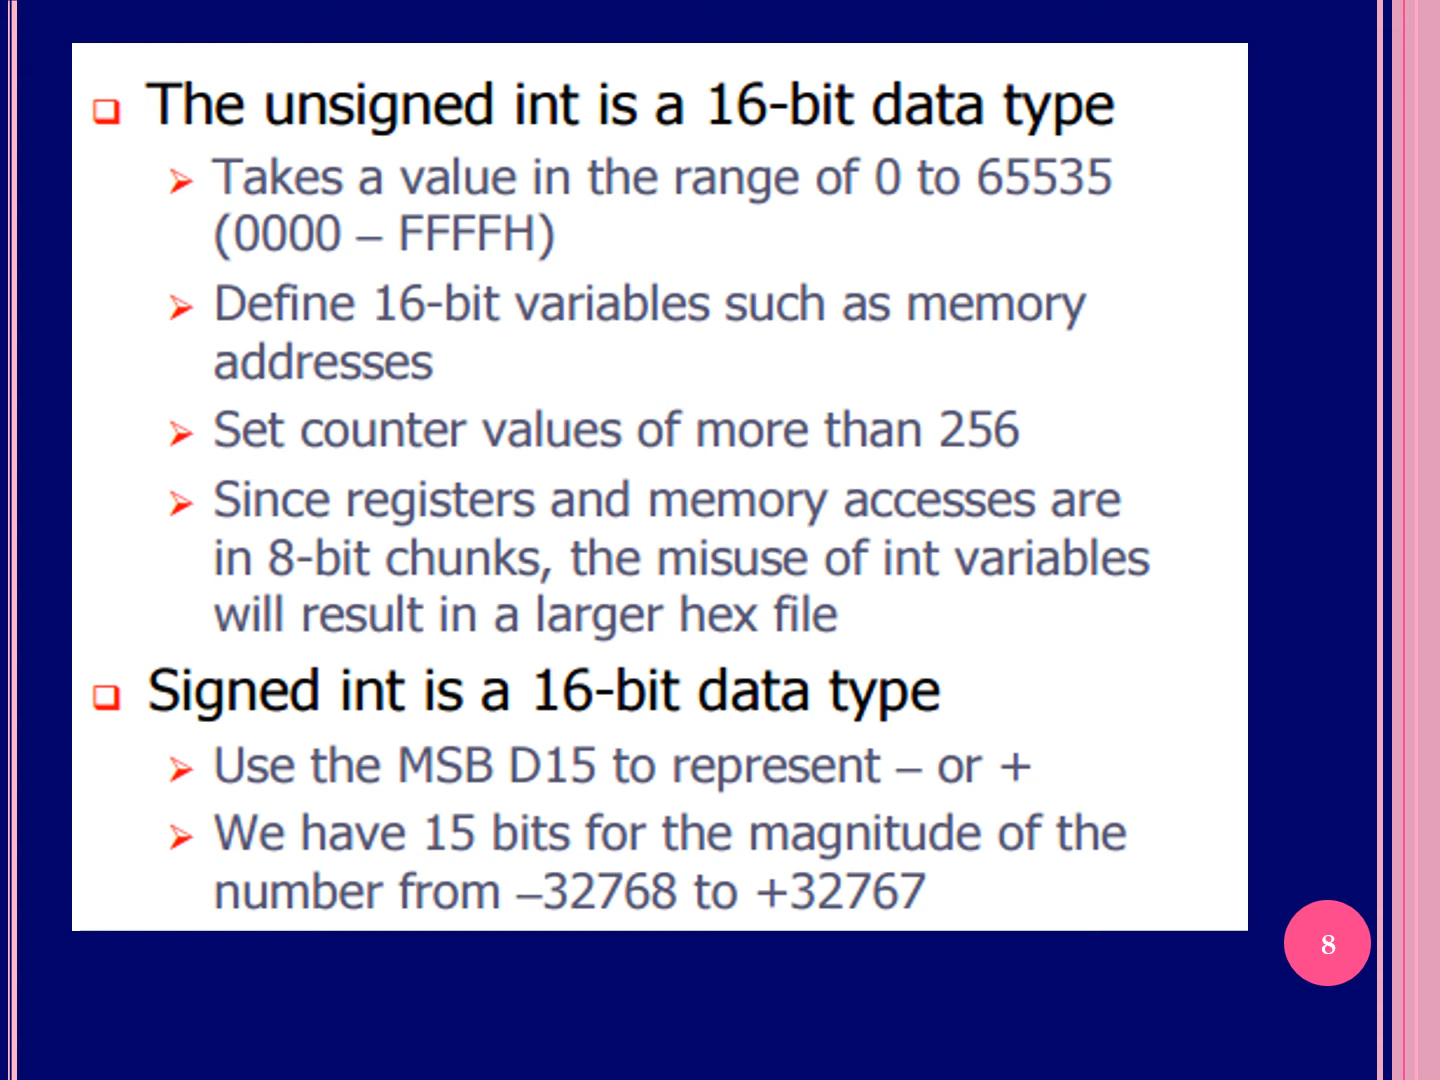 The unsigned int is a 16-bit data type
Takes a value in the range of 0 to 65535
(0000 – FFFFH)
Define 16-bit variables such as memory
addresses
Set counter values of more than 256
Since registers and memory accesses are
in 8-bit chunks, the misuse of int variables
will result in a larger hex file
Signed int is a 16-bit data type
Use the MSB D15 to represent – or +
We have 15 bits for the magnitude of the
number from –32768 to +32767
8